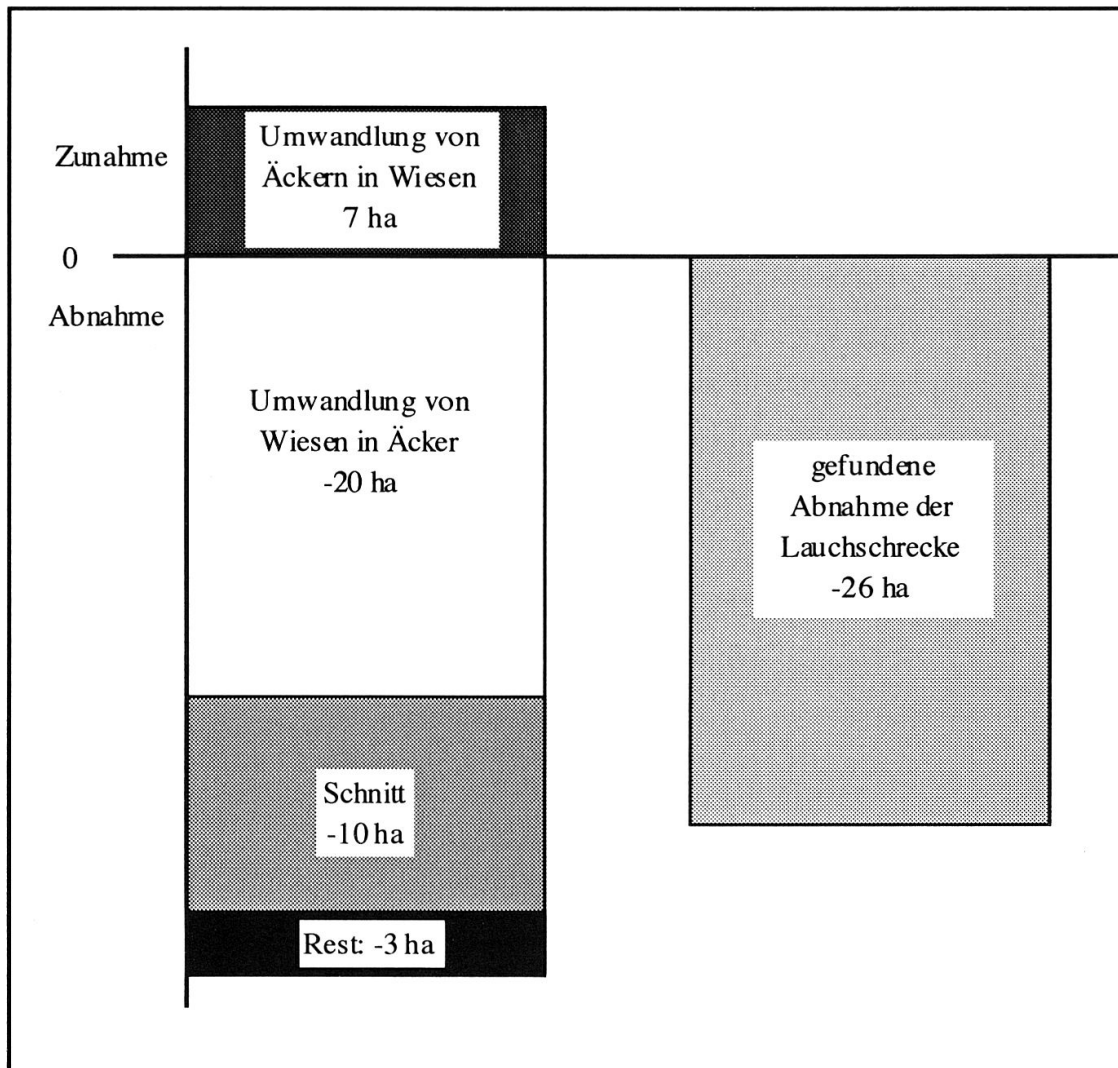 Zunahme
Umwandlung von
Äckern in Wiesen
7 ha
0
Abnahme
Umwandlung von
Wiesen in Äcker
-20 ha
gefundene
Abnahme der
Lauchschrecke
-26 ha
Schnitt
-10 ha
Rest: -3 ha